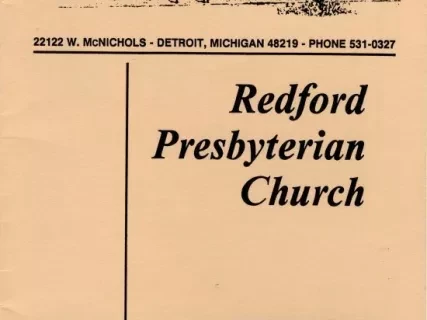 22122 W. McNICHOLS - DETROIT, MICHIGAN 48219 - PHONE 531-0327
Redford
Presbyterian
Church